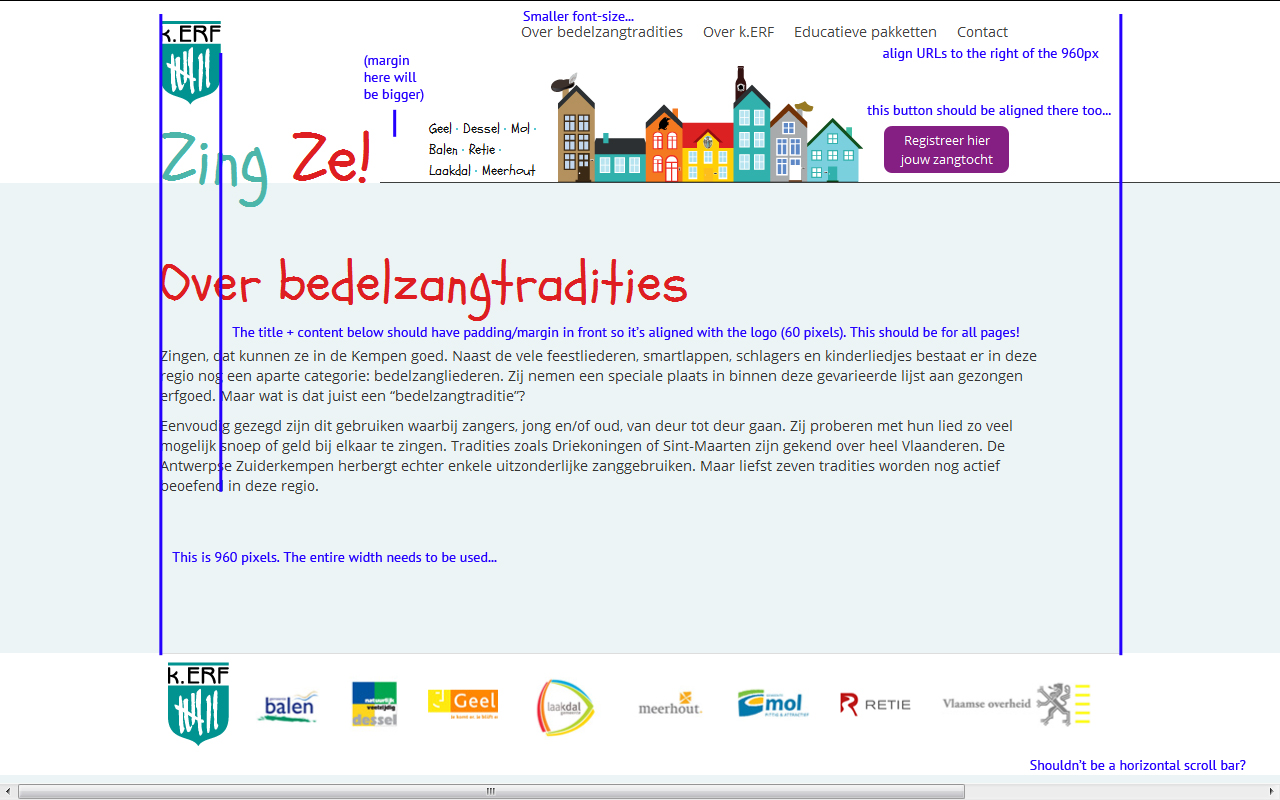 Smaller font-size...
k.ERF
Over bedelzangtradities Over k.ERF Educatieve pakketten Contact
align URLs to the right of the 960px
(margin
here will
be bigger)
this button should be aligned there too...
Geel · Dessel · Mol ·
Balen · Retie ·
Laakdal · Meerhout
Registreer hier
jouw zangtocht
Zing Ze!
Over bedelzangtradities
The title + content below should have padding/margin in front so it's aligned with the logo (60 pixels). This should be for all pages!
Zingen, dat kunnen ze in de Kempen goed. Naast de vele feestliederen, smartlappen, schlagers en kinderliedjes bestaat er in deze
regio nog een aparte categorie: bedelzangliederen. Zij nemen een speciale plaats in binnen deze gevarieerde lijst aan gezongen
erfgoed. Maar wat is dat juist een “bedelzangtraditie”?
Eenvoudig gezegd zijn dit gebruiken waarbij zangers, jong en/of oud, van deur tot deur gaan. Zij proberen met hun lied zo veel
mogelijk snoep of geld bij elkaar te zingen. Tradities zoals Driekoningen of Sint-Maarten zijn gekend over heel Vlaanderen. De
Antwerpse Zuiderkempen herbergt echter enkele uitzonderlijke zanggebruiken. Maar liefst zeven tradities worden nog actief
beoefend in deze regio.
This is 960 pixels. The entire width needs to be used...
k.ERF
balen
natuurlijk
veelzijdig
dessel
Geel
laakdal
gemeente
meerhout
mol
RETIE
Vlaamse overheid
Shouldn't be a horizontal scroll bar?